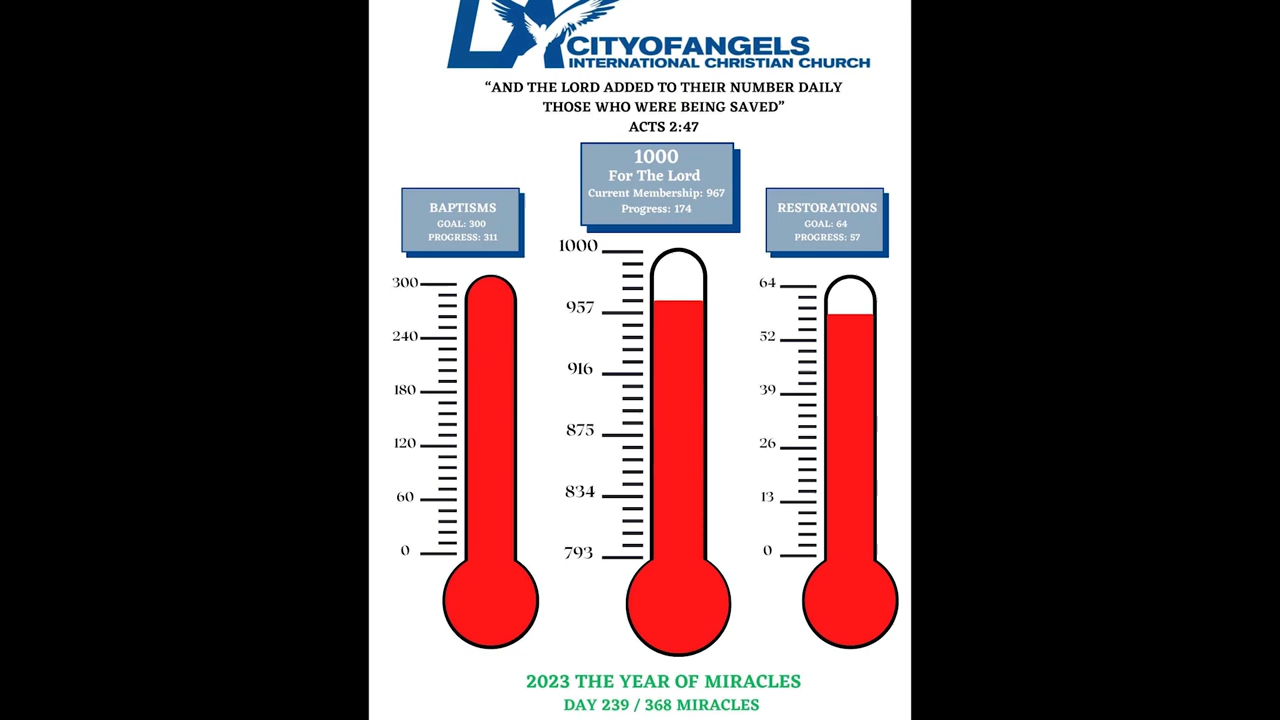 LA
CITYOFANGELS
INTERNATIONAL CHRISTIAN CHURCH
“AND THE LORD ADDED TO THEIR NUMBER DAILY
THOSE WHO WERE BEING SAVED”
ACTS 2:47
BAPTISMS
GOAL: 300
PROGRESS: 311
300
240
180
120
60
0
1000
For The Lord
Current Membership: 967
Progress: 174
1000
957
916
875
834
793
RESTORATIONS
GOAL: 64
PROGRESS: 57
64
52
39
26
13
0
2023 THE YEAR OF MIRACLES
DAY 239 / 368 MIRACLES